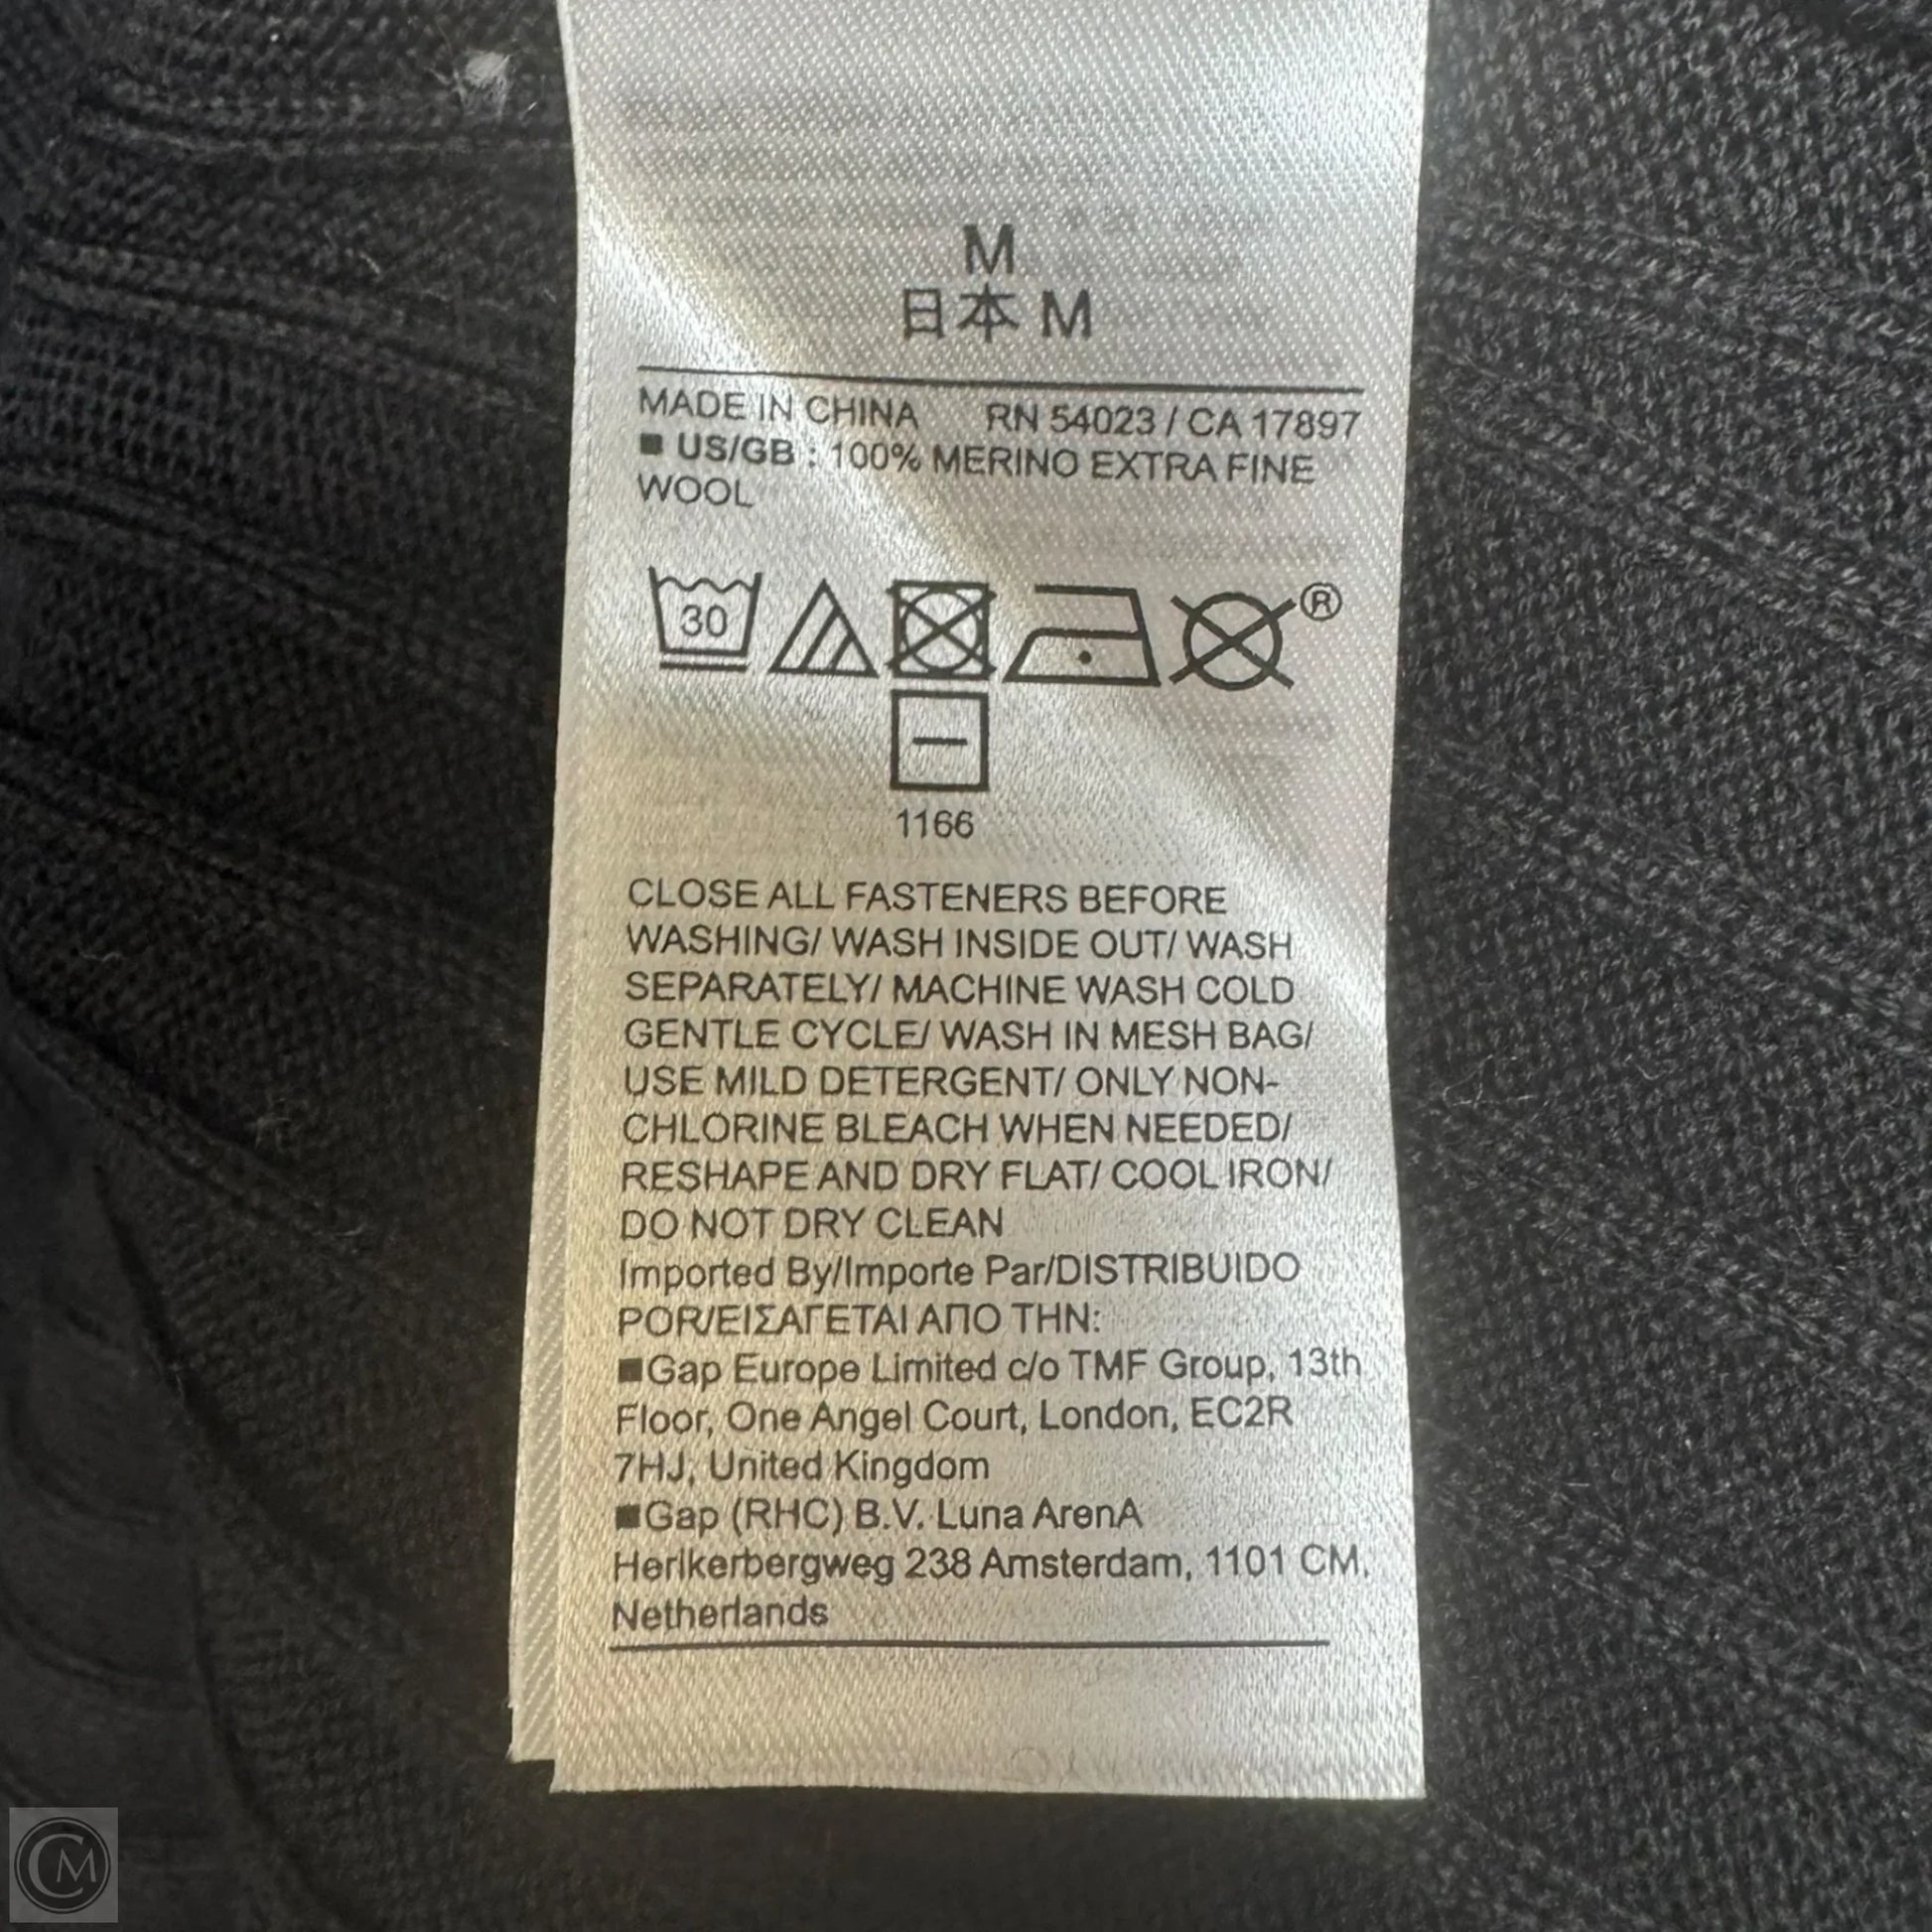 M
日本 M
MADE IN CHINA RN 54023 / CA 17897
■ US/GB : 100% MERINO EXTRA FINE
WOOL
30
®
1166
CLOSE ALL FASTENERS BEFORE
WASHING/ WASH INSIDE OUT/ WASH
SEPARATELY/ MACHINE WASH COLD
GENTLE CYCLE/ WASH IN MESH BAG/
USE MILD DETERGENT/ ONLY NON-
CHLORINE BLEACH WHEN NEEDED/
RESHAPE AND DRY FLAT/ COOL IRON/
DO NOT DRY CLEAN
Imported By/Importe Par/DISTRIBUIDO
POR/ΕΙΣΑΓΕΤΑΙ ΑΠΟ ΤΗΝ:
■Gap Europe Limited c/o TMF Group, 13th
Floor, One Angel Court, London, EC2R
7HJ, United Kingdom
■Gap (RHC) B.V. Luna ArenA
Herikerbergweg 238 Amsterdam, 1101 CM,
Netherlands
CM